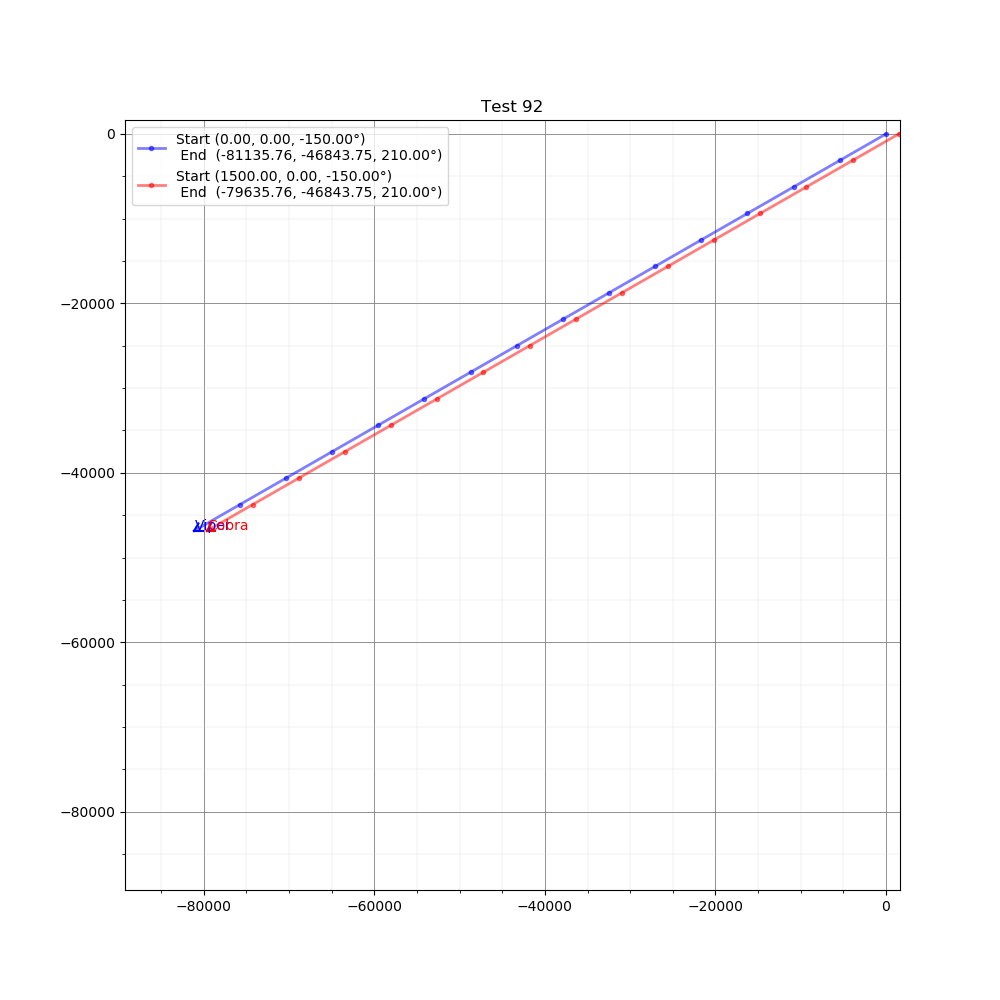 Test 92
Start (0.00, 0.00, -150.00°)
End  (-81135.76, -46843.75, 210.00°)
Start (1500.00, 0.00, -150.00°)
End  (-79635.76, -46843.75, 210.00°)
0
−20000
−40000
−60000
−80000
−80000
−60000
−40000
−20000
0